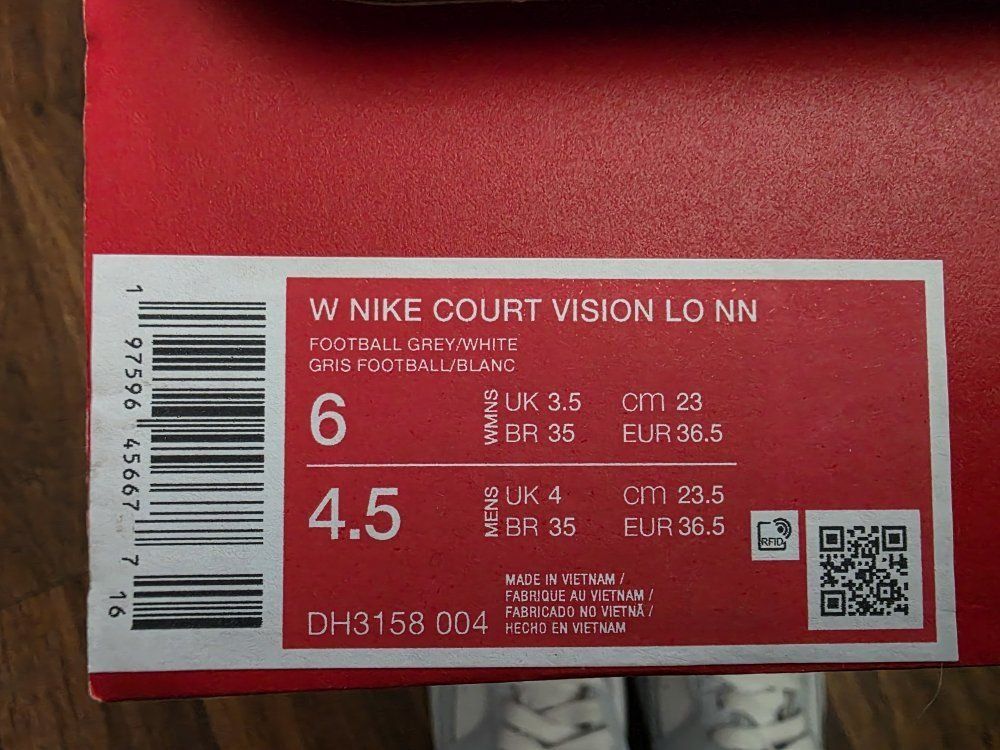 W NIKE COURT VISION LO NN
FOOTBALL GREY/WHITE
GRIS FOOTBALL/BLANC
6
WMNS
UK 3.5 cm 23
BR 35 EUR 36.5
4.5
MENS
UK 4 cm 23.5
BR 35 EUR 36.5
RFID
MADE IN VIETNAM /
FABRIQUE AU VIETNAM /
FABRICADO NO VIETNÃ /
HECHO EN VIETNAM
DH3158 004
1 97596 45667 7 16